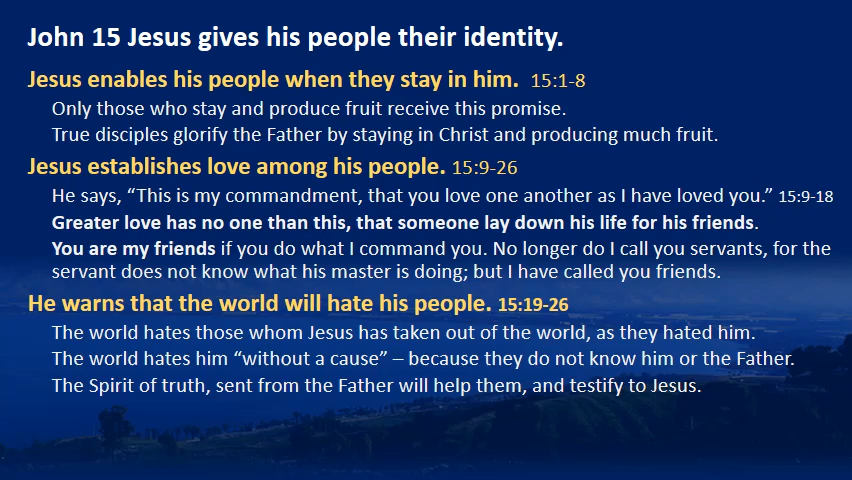 John 15 Jesus gives his people their identity.
Jesus enables his people when they stay in him. 15:1-8
Only those who stay and produce fruit receive this promise.
True disciples glorify the Father by staying in Christ and producing much fruit.
Jesus establishes love among his people. 15:9-26
He says, “This is my commandment, that you love one another as I have loved you.” 15:9-18
Greater love has no one than this, that someone lay down his life for his friends.
You are my friends if you do what I command you. No longer do I call you servants, for the
servant does not know what his master is doing; but I have called you friends.
He warns that the world will hate his people. 15:19-26
The world hates those whom Jesus has taken out of the world, as they hated him.
The world hates him “without a cause” – because they do not know him or the Father.
The Spirit of truth, sent from the Father will help them, and testify to Jesus.